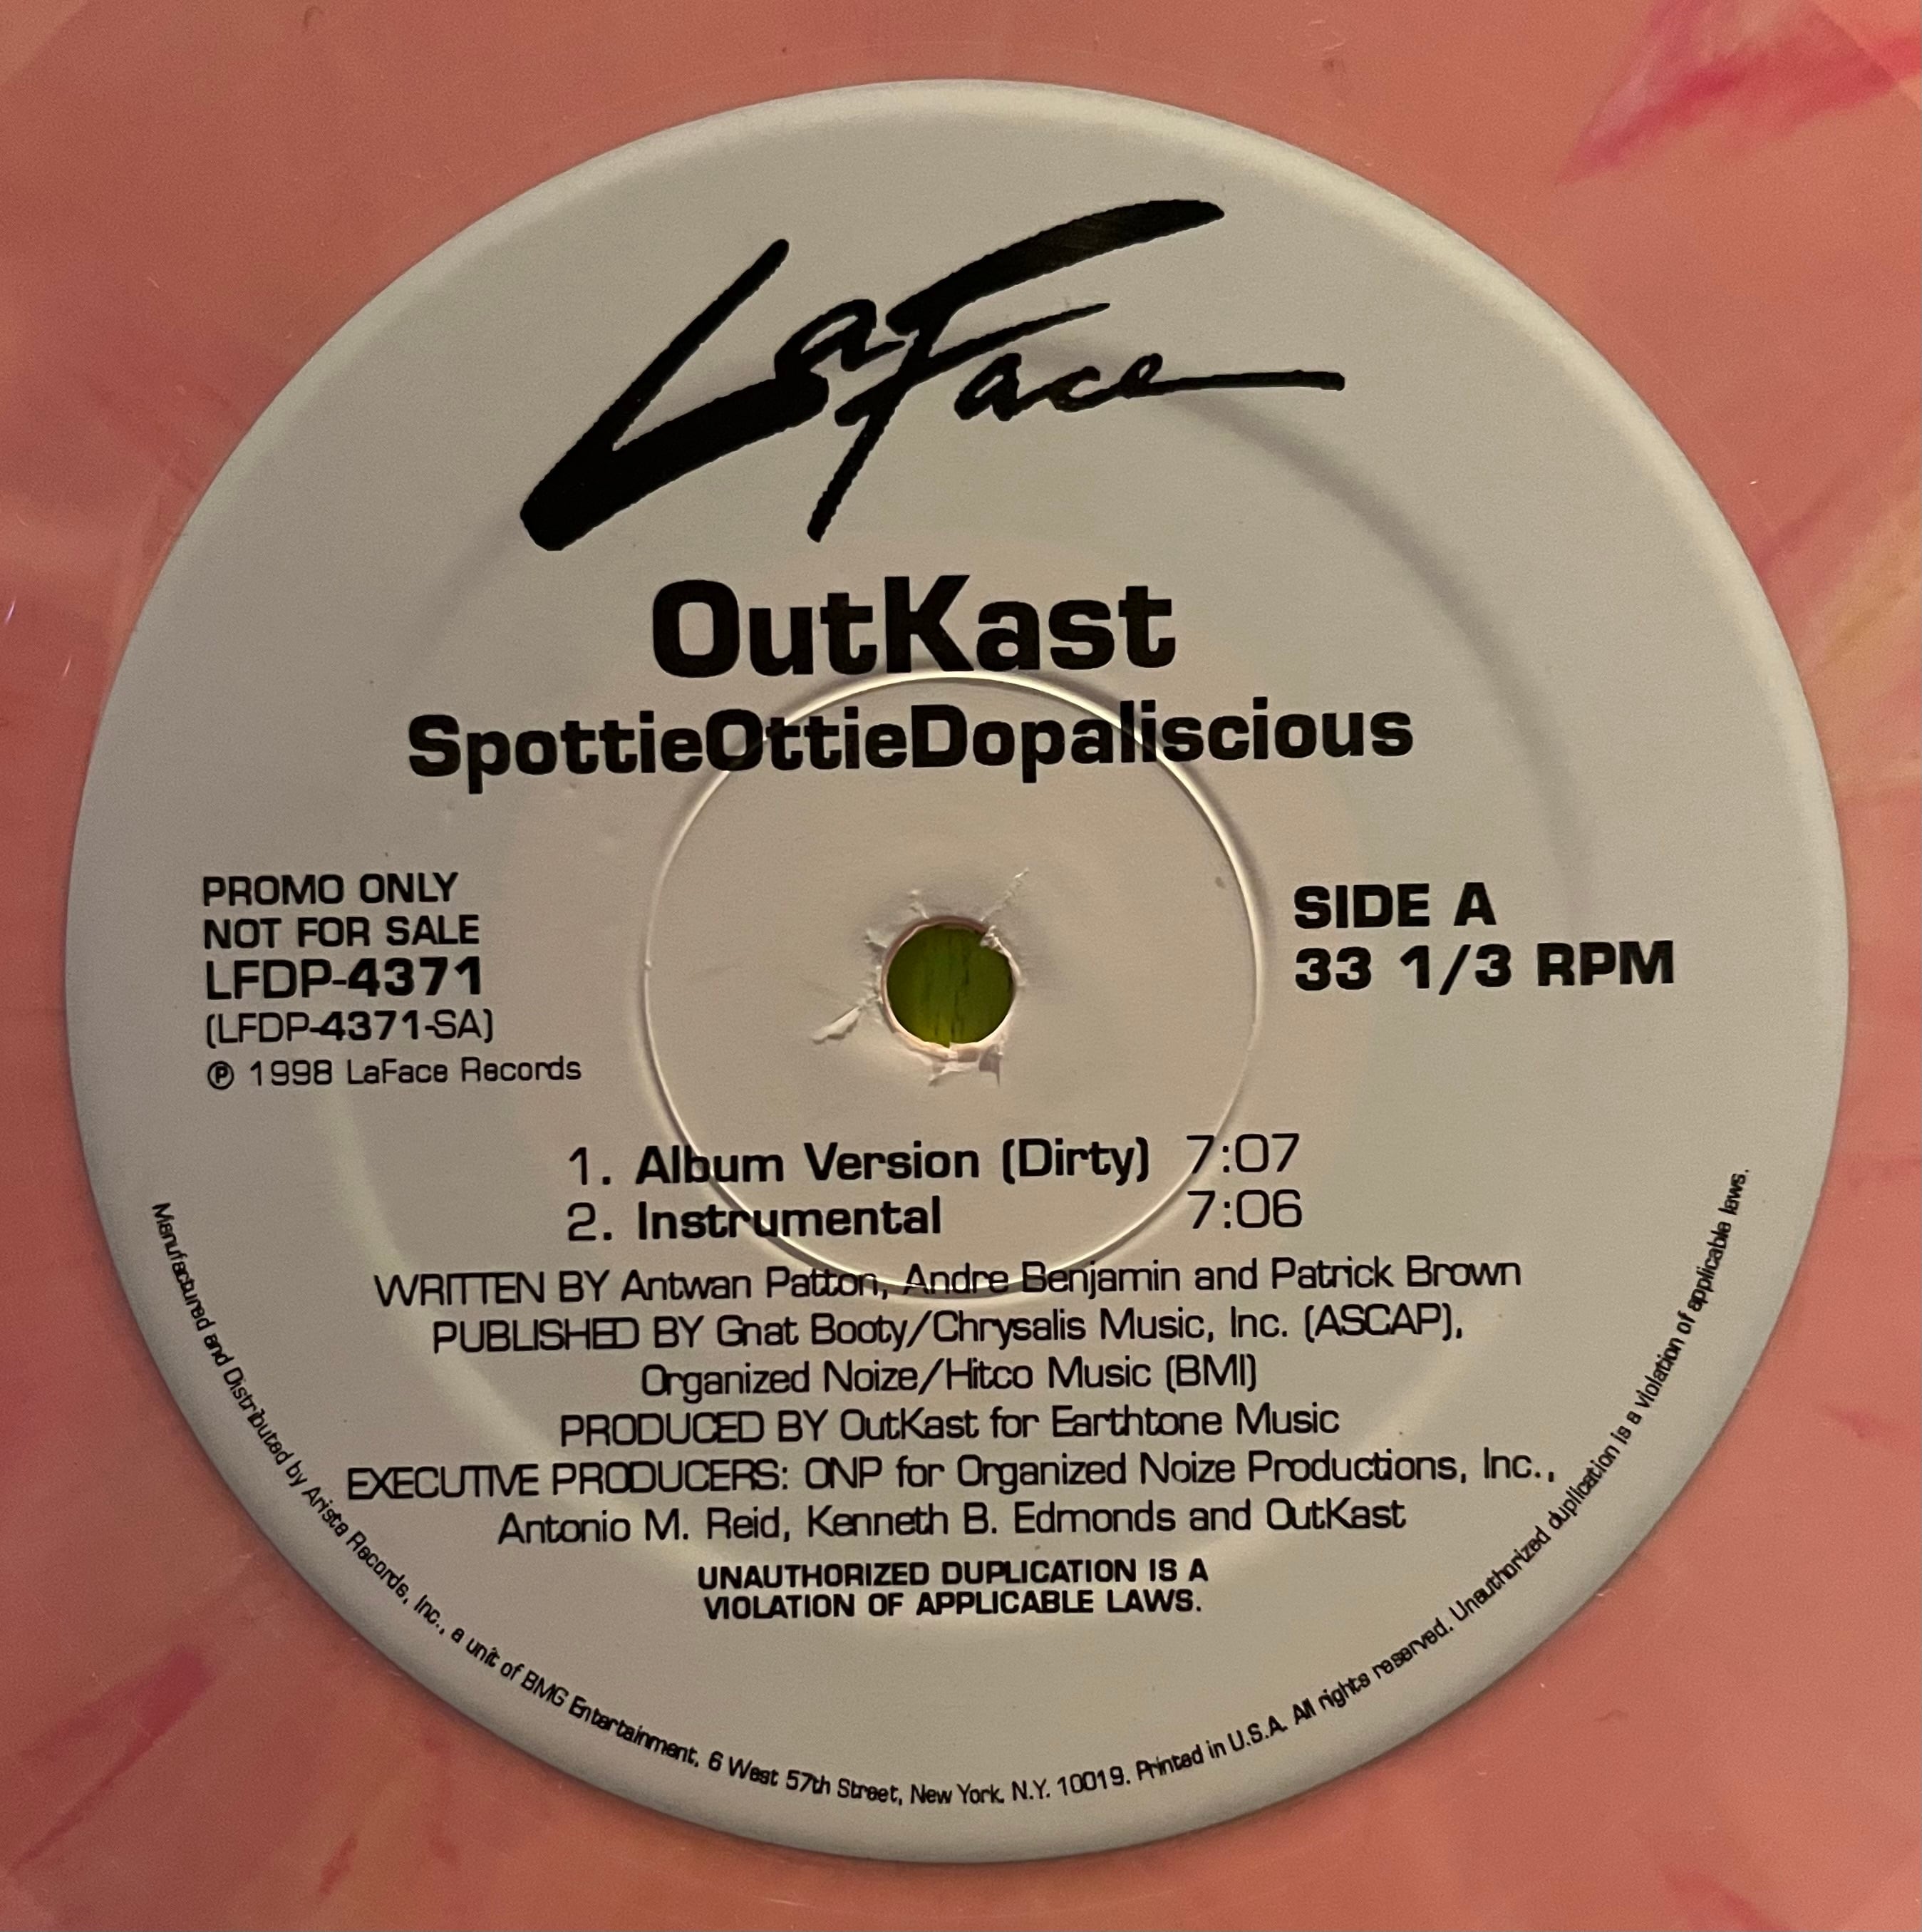 LaFace
OutKast
SpottieOttieDopaliscious
PROMO ONLY
NOT FOR SALE
LFDP-4371
(LFDP-4371-SA)
℗ 1998 LaFace Records
SIDE A
33 1/3 RPM
1. Album Version (Dirty) 7:07
2. Instrumental 7:06
WRITTEN BY Antwan Patton, Andre Benjamin and Patrick Brown
PUBLISHED BY Gnat Booty/Chrysalis Music, Inc. (ASCAP),
Organized Noize/Hitco Music (BMI)
PRODUCED BY OutKast for Earthtone Music
EXECUTIVE PRODUCERS: ONP for Organized Noize Productions, Inc.,
Antonio M. Reid, Kenneth B. Edmonds and OutKast
UNAUTHORIZED DUPLICATION IS A
VIOLATION OF APPLICABLE LAWS.
Manufactured and Distributed by Arista Records, Inc., a unit of BMG Entertainment, 6 West 57th Street, New York, N.Y. 10019. Printed in U.S.A. All rights reserved. Unauthorized duplication is a violation of applicable laws.